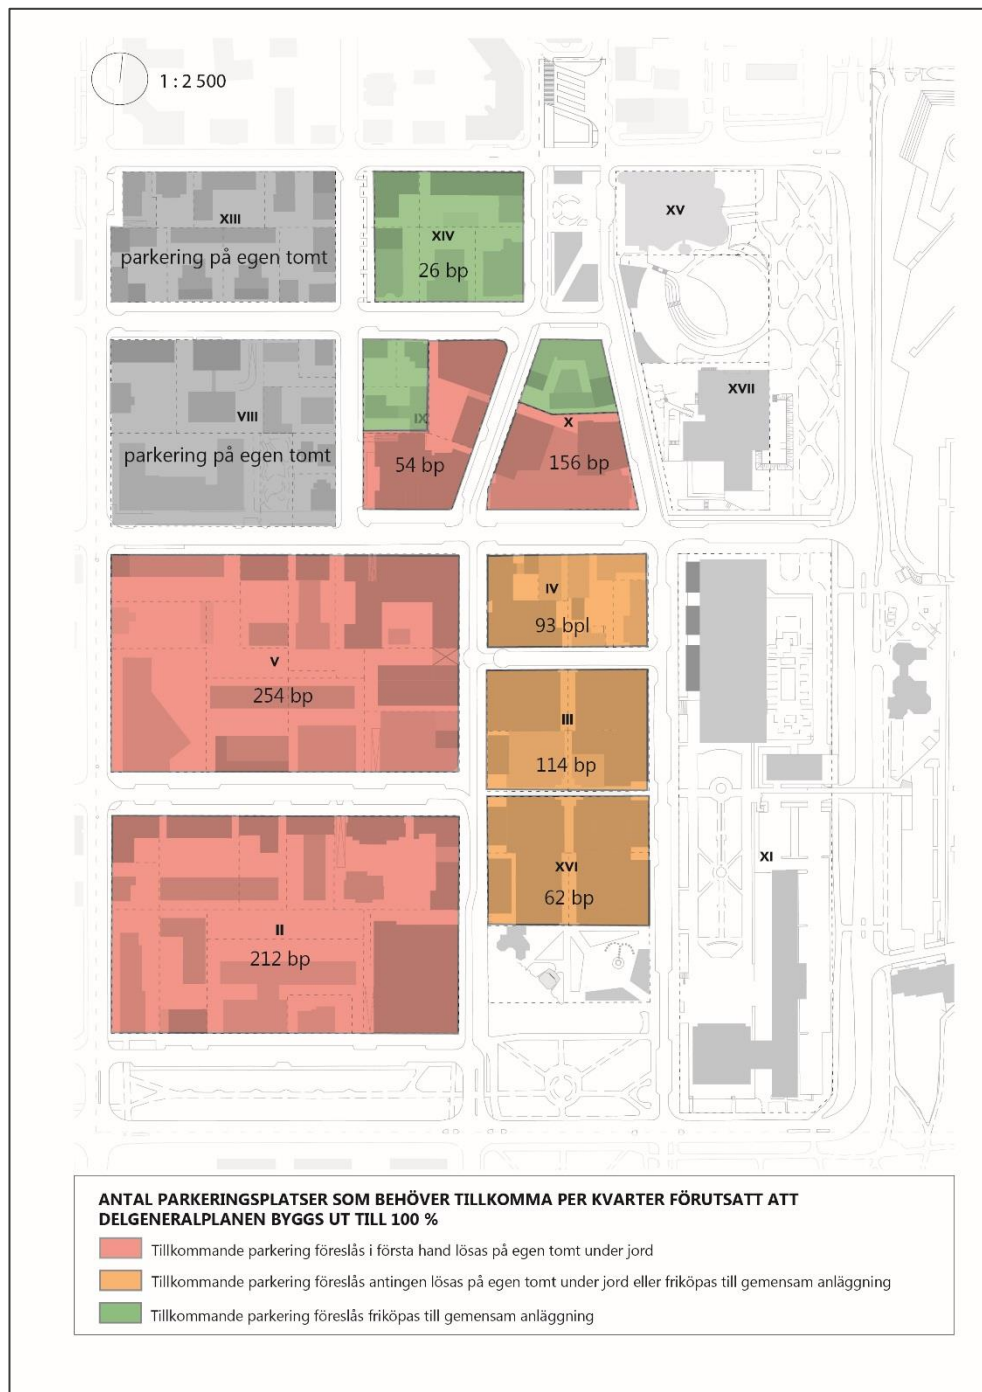 1 : 2 500
XIII
parkering på egen tomt
XIV
26 bp
XV
VIII
parkering på egen tomt
IX
54 bp
X
156 bp
XVII
V
254 bp
IV
93 bpl
III
114 bp
XVI
62 bp
XI
II
212 bp
ANTAL PARKERINGSPLATSER SOM BEHÖVER TILLKOMMA PER KVARTER FÖRUTSATT ATT
DELGENERALPLANEN BYGGS UT TILL 100 %
Tillkommande parkering föreslås i första hand lösas på egen tomt under jord
Tillkommande parkering föreslås antingen lösas på egen tomt under jord eller friköpas till gemensam anläggning
Tillkommande parkering föreslås friköpas till gemensam anläggning